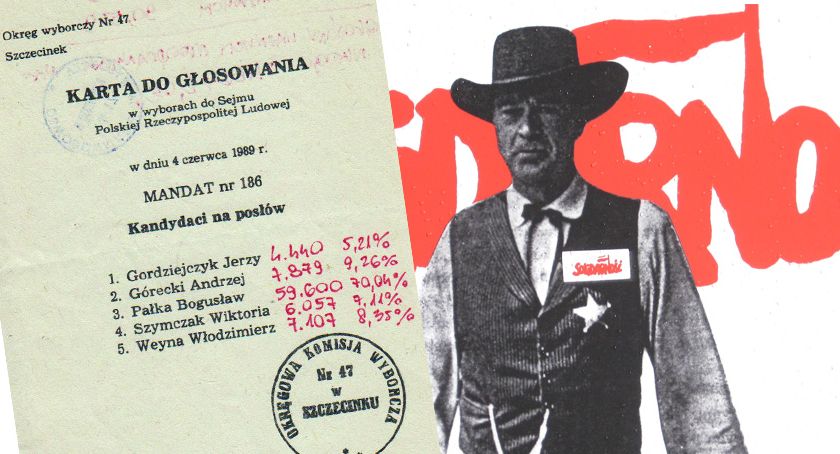 Okręg wyborczy Nr 47
Szczecinek
KARTA DO GŁOSOWANIA
w wyborach do Sejmu
Polskiej Rzeczypospolitej Ludowej
w dniu 4 czerwca 1989 r.
MANDAT nr 186
Kandydaci na posłów
1. Gordziejczyk Jerzy 4.440 5,21%
2. Górecki Andrzej 7.879 9,26%
3. Pałka Bogusław 59.600 70,04%
4. Szymczak Wiktoria 6.057 7,11%
5. Weyna Włodzimierz 7.107 8,35%
OKRĘGOWA KOMISJA WYBORCZA
Nr 47
w
SZCZECINKU
SOLIDARNOŚĆ